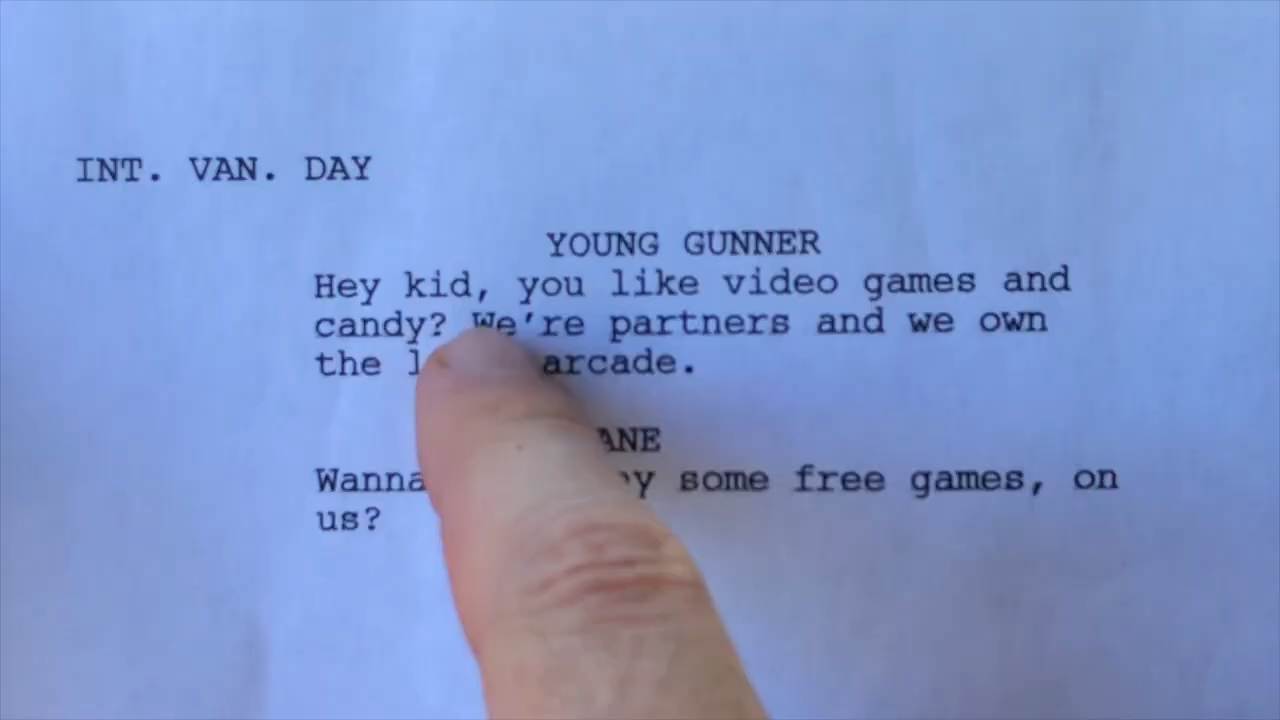 INT. VAN. DAY
YOUNG GUNNER
Hey kid, you like video games and
candy? We're partners and we own
the arcade.
Wanna some free games, on
us?